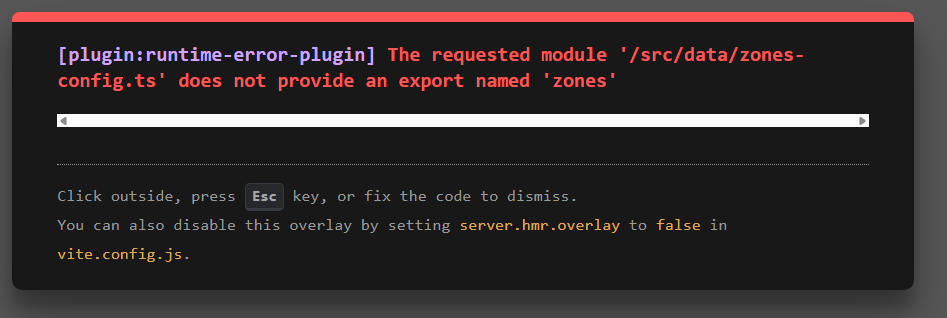 [plugin:runtime-error-plugin] The requested module '/src/data/zones-
config.ts' does not provide an export named 'zones'
Click outside, press Esc key, or fix the code to dismiss.
You can also disable this overlay by setting server.hmr.overlay to false in
vite.config.js.